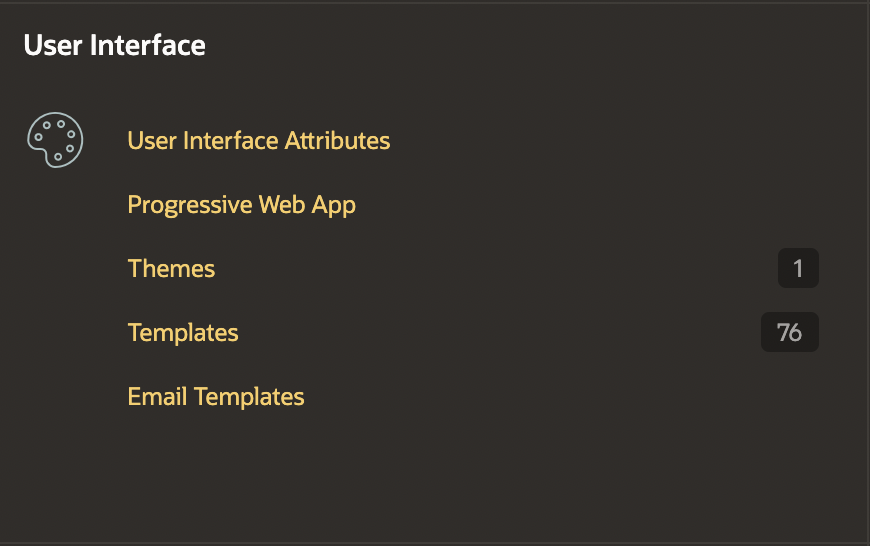 User Interface
User Interface Attributes
Progressive Web App
Themes 1
Templates 76
Email Templates